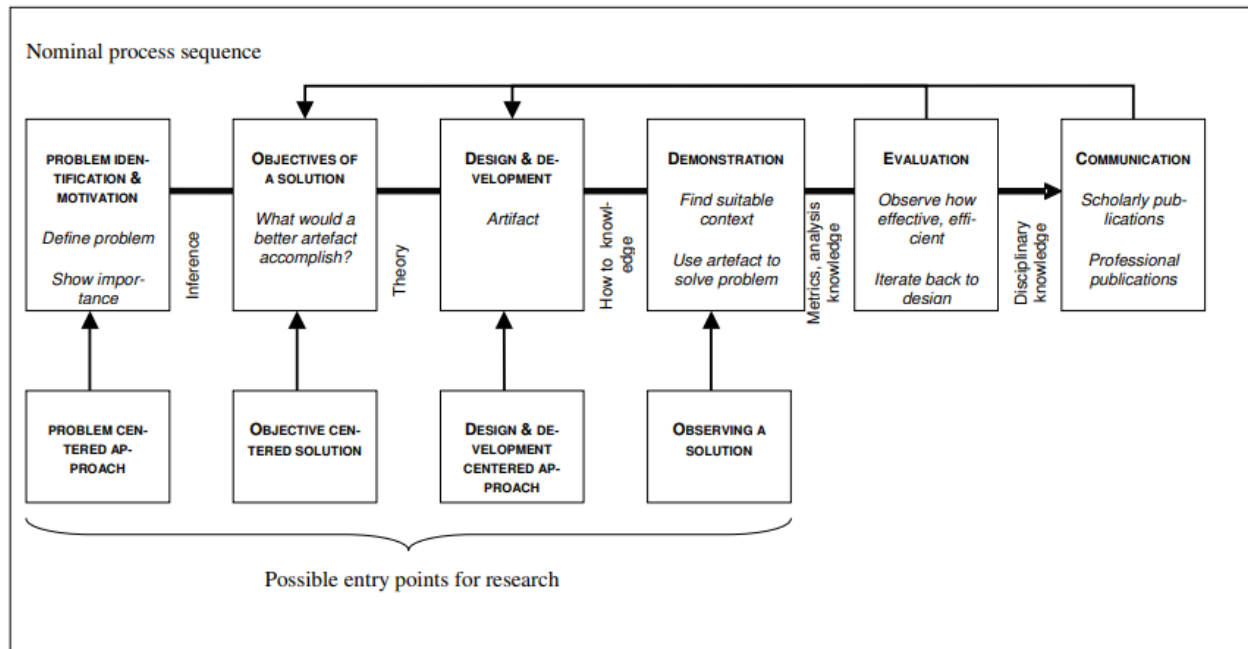 Nominal process sequence
PROBLEM IDEN-
TIFICATION &
MOTIVATION
Define problem
Show impor-
tance
Inference
OBJECTIVES OF
A SOLUTION
What would a
better artefact
accomplish?
Theory
DESIGN & DE-
VELOPMENT
Artifact
How to knowl-
edge
DEMONSTRATION
Find suitable
context
Use artefact to
solve problem
Metrics, analysis
knowledge
EVALUATION
Observe how
effective, effi-
cient
Iterate back to
design
Disciplinary
knowledge
COMMUNICATION
Scholarly pub-
lications
Professional
publications
PROBLEM CEN-
TERED AP-
PROACH
OBJECTIVE CEN-
TERED SOLUTION
DESIGN & DE-
VELOPMENT
CENTERED AP-
PROACH
OBSERVING A
SOLUTION
Possible entry points for research